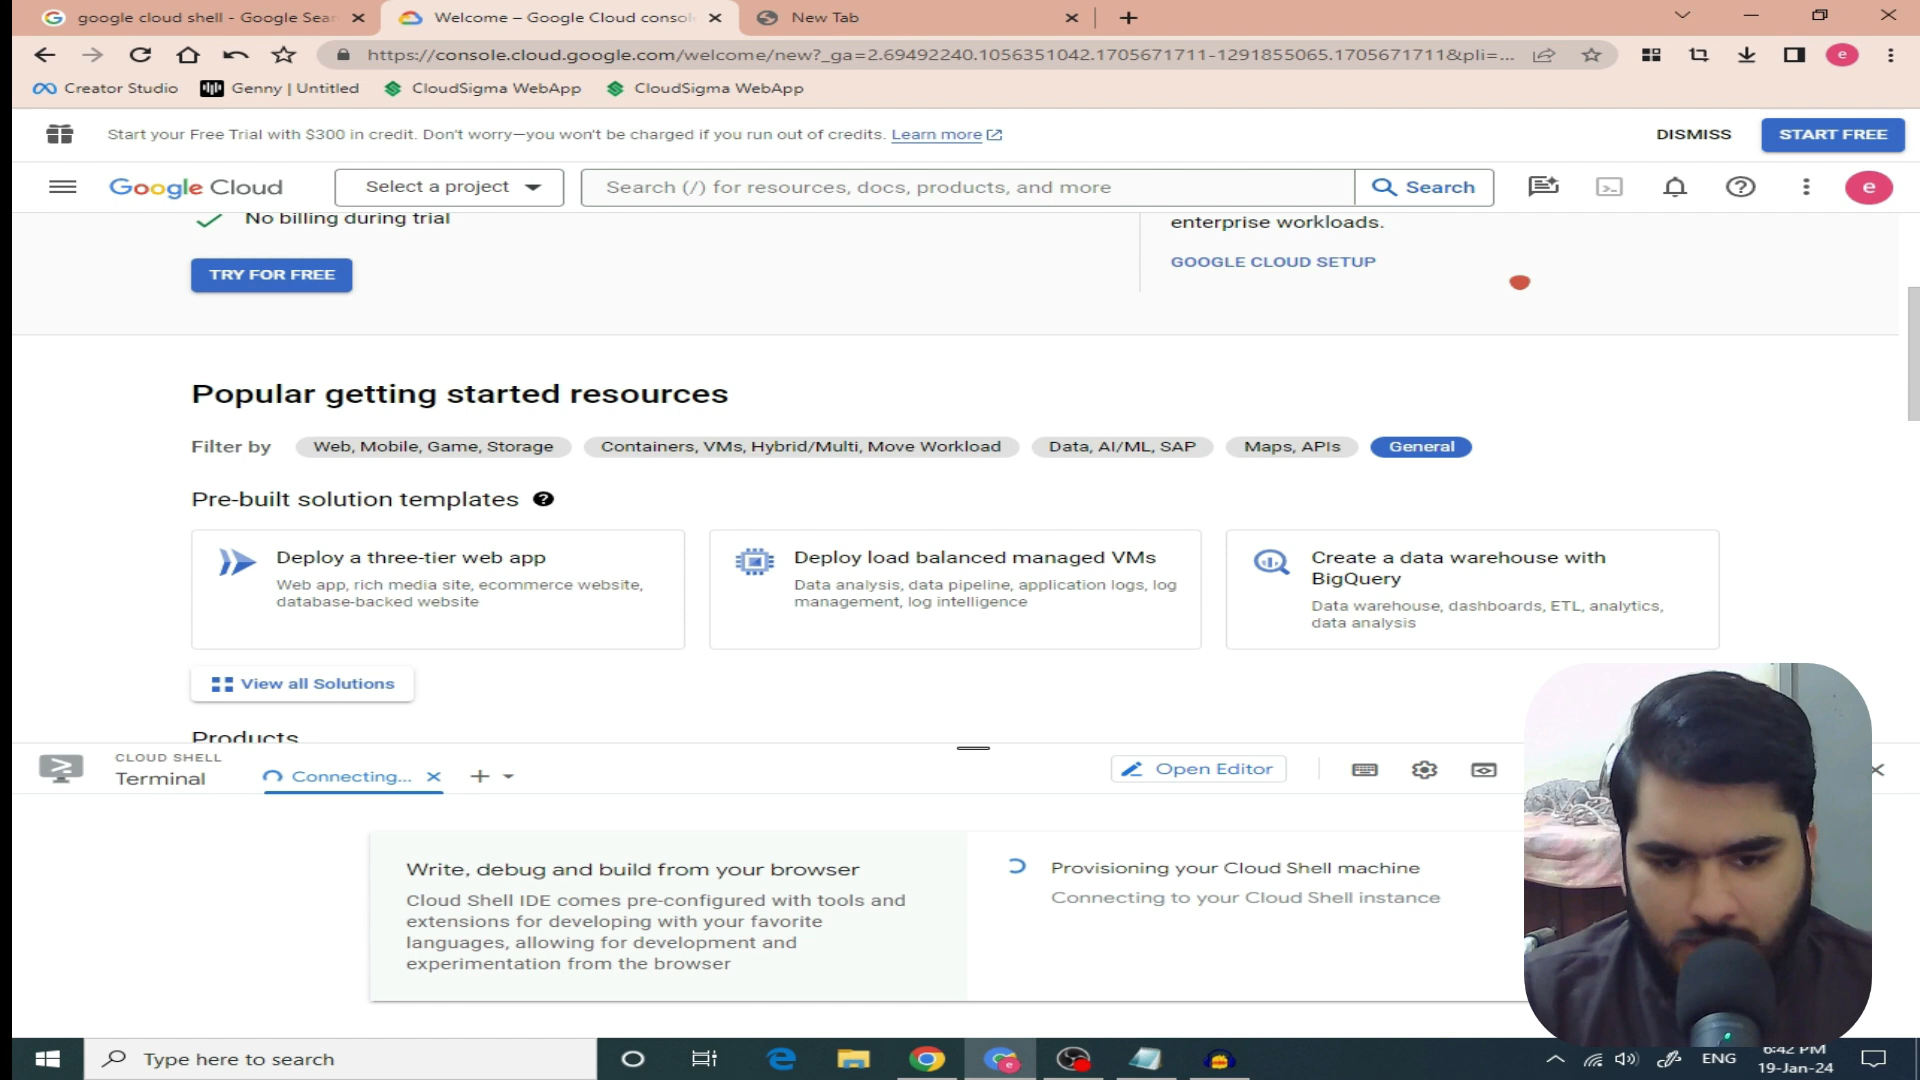 google cloud shell - Google Sear
Welcome – Google Cloud consol
New Tab
https://console.cloud.google.com/welcome/new?_ga=2.69492240.1056351042.1705671711-1291855065.1705671711&pli=...
e
Creator Studio
Genny | Untitled
CloudSigma WebApp
CloudSigma WebApp
Start your Free Trial with $300 in credit. Don't worry—you won't be charged if you run out of credits. Learn more
DISMISS
START FREE
Google Cloud
Select a project
Search (/) for resources, docs, products, and more
Search
e
No billing during trial
enterprise workloads.
TRY FOR FREE
GOOGLE CLOUD SETUP
Popular getting started resources
Filter by
Web, Mobile, Game, Storage
Containers, VMs, Hybrid/Multi, Move Workload
Data, AI/ML, SAP
Maps, APIs
General
Pre-built solution templates
Deploy a three-tier web app
Web app, rich media site, ecommerce website,
database-backed website
Deploy load balanced managed VMs
Data analysis, data pipeline, application logs, log
management, log intelligence
Create a data warehouse with
BigQuery
Data warehouse, dashboards, ETL, analytics,
data analysis
View all Solutions
Products
CLOUD SHELL
Terminal
Connecting...
Open Editor
Write, debug and build from your browser
Cloud Shell IDE comes pre-configured with tools and
extensions for developing with your favorite
languages, allowing for development and
experimentation from the browser
Provisioning your Cloud Shell machine
Connecting to your Cloud Shell instance
Type here to search
ENG
6:42 PM
19-Jan-24